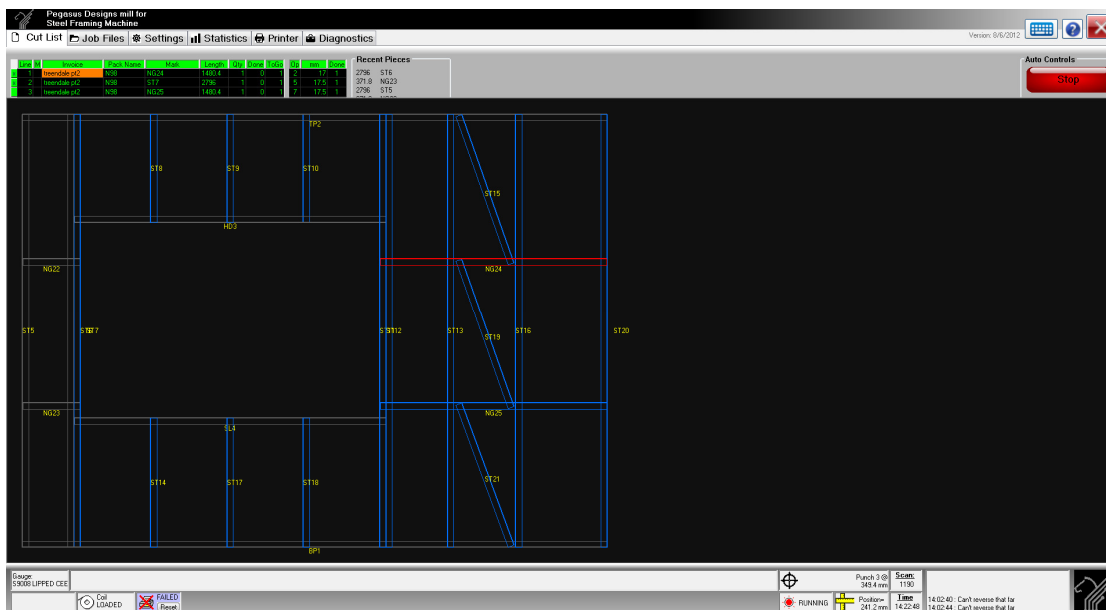 Pegasus Designs mill for
Steel Framing Machine
Cut List Job Files Settings Statistics Printer Diagnostics
Version: 8/6/2012
Line M Invoice Pack Name Mark Length Qty Done ToGo Op mm Done
1 treendale pt2 N98 NG24 1480.4 1 0 1 2 17 1
2 treendale pt2 N98 ST7 2796 1 0 1 5 17.5 1
3 treendale pt2 N98 NG25 1480.4 1 0 1 7 17.5 1
Recent Pieces
2796 ST6
371.8 NG23
2796 ST5
Auto Controls
Stop
TP2
ST8 ST9 ST10 ST15
HD3
NG22 NG24
ST5 ST7 ST12 ST13 ST19 ST16 ST20
NG23 NG25
SL4
ST14 ST17 ST18 ST21
BP1
Gauge:
S9008 LIPPED CEE
Coil
LOADED
FAILED
Reset
Punch 3 @
349.4 mm
Scan:
1190
RUNNING
Position=
241.2 mm
Time
14:22:48
14:02:40 : Can't reverse that far
14:02:44 : Can't reverse that far